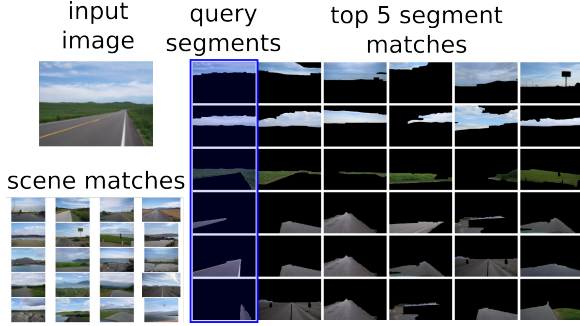 input
image
query
segments
top 5 segment
matches
scene matches